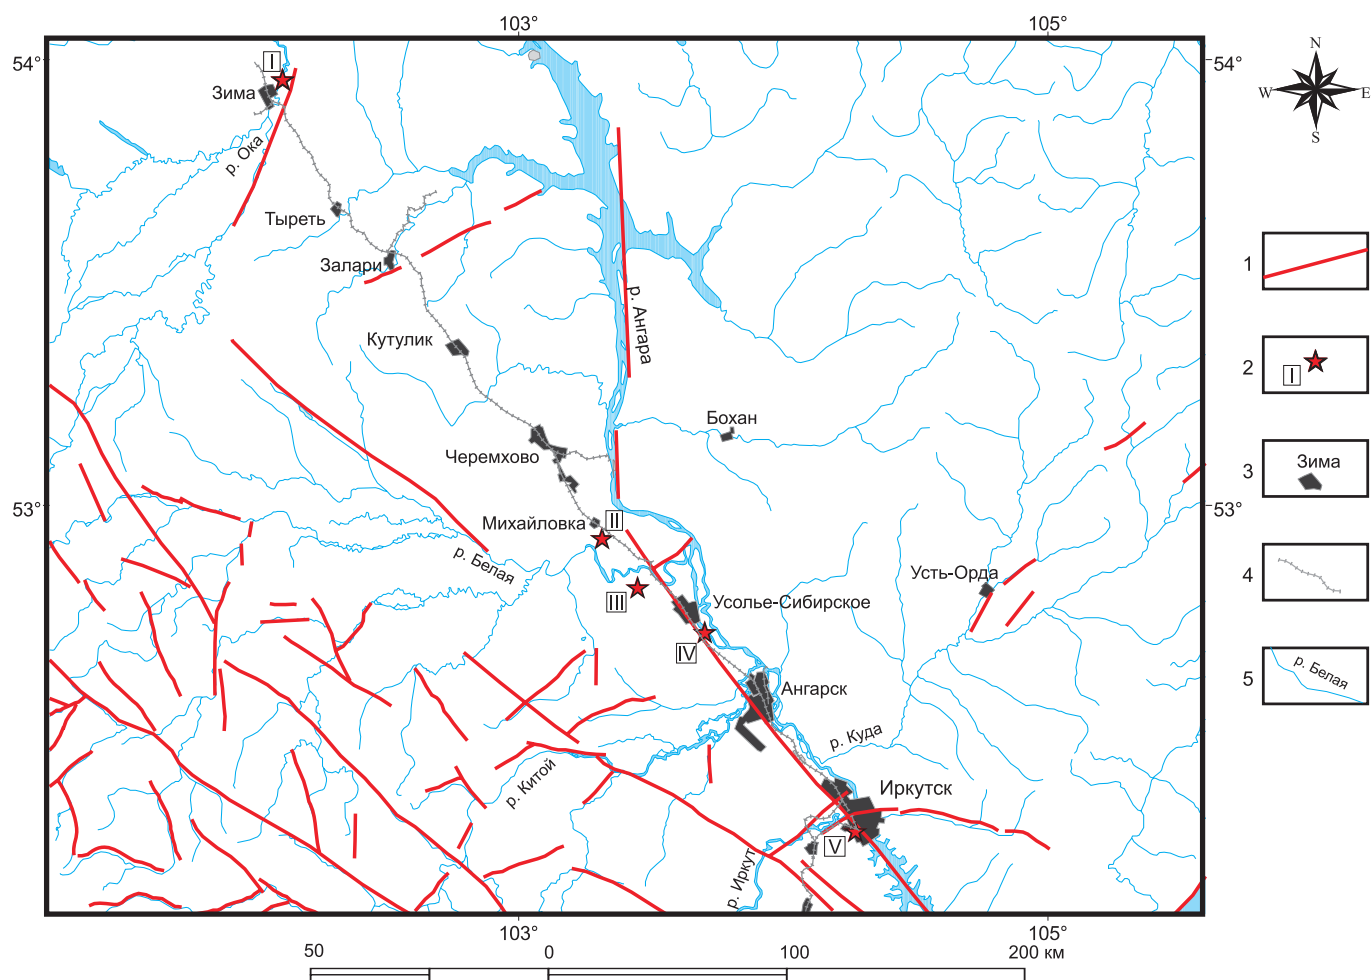 103°
105°
54°
54°
N
W
E
S
I
Зима
р. Ока
Тыреть
Залари
р. Ангара
1
Кутулик
2
I
Бохан
Черемхово
3
Зима
53°
53°
Михайловка
II
р. Белая
4
Усть-Орда
III
Усолье-Сибирское
IV
5
р. Белая
Ангарск
р. Куда
р. Китой
Иркутск
V
р. Иркут
103°
105°
50
0
100
200 км